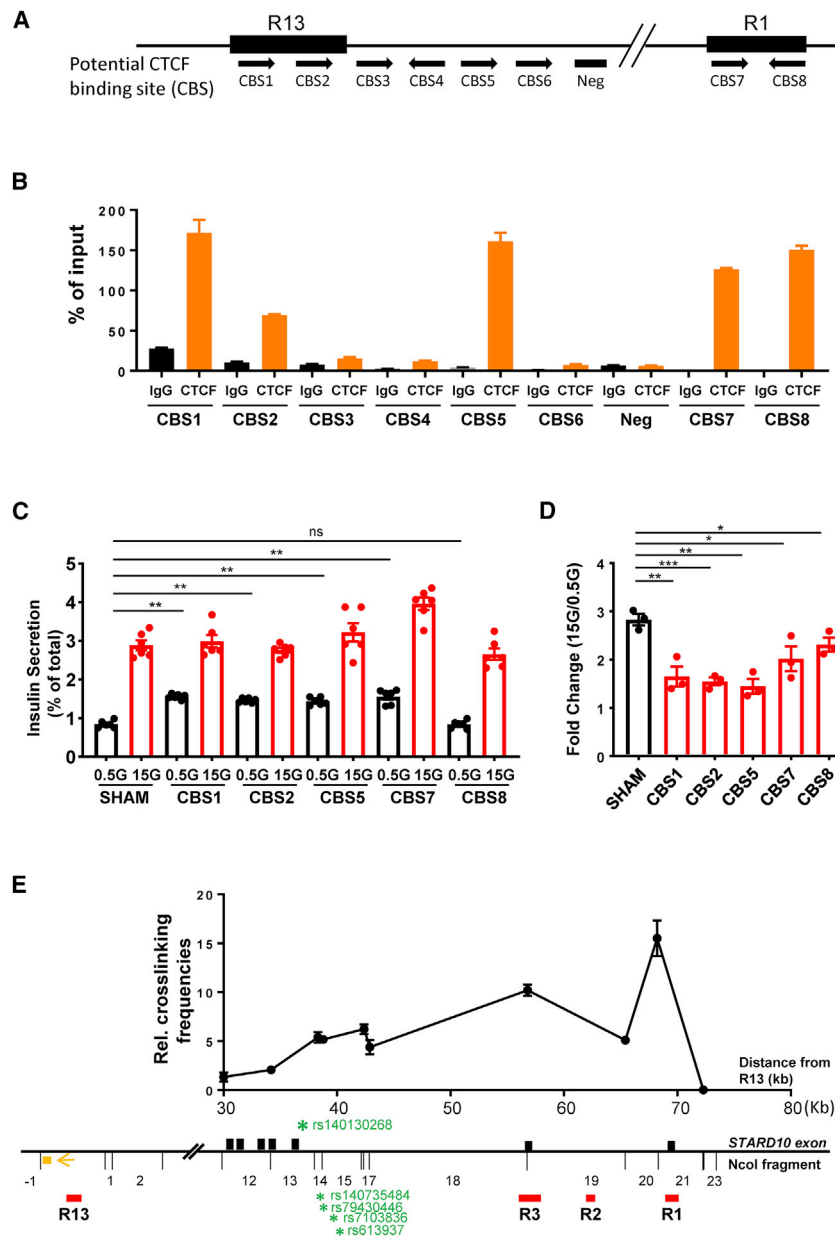 A
R13 R1
Potential CTCF
binding site (CBS)
CBS1 CBS2 CBS3 CBS4 CBS5 CBS6 Neg CBS7 CBS8
B
% of input
200
150
100
50
0
IgG CTCF IgG CTCF IgG CTCF IgG CTCF IgG CTCF IgG CTCF IgG CTCF IgG CTCF IgG CTCF
CBS1 CBS2 CBS3 CBS4 CBS5 CBS6 Neg CBS7 CBS8
C
Insulin Secretion
(% of total)
5
4
3
2
1
0
ns
**
**
**
**
0.5G 15G 0.5G 15G 0.5G 15G 0.5G 15G 0.5G 15G 0.5G 15G
SHAM CBS1 CBS2 CBS5 CBS7 CBS8
D
Fold Change (15G/0.5G)
4
3
2
1
0
*
*
**
***
**
SHAM CBS1 CBS2 CBS5 CBS7 CBS8
E
Rel. crosslinking
frequencies
20
15
10
5
0
30 40 50 60 70 80 (Kb)
Distance from
R13 (kb)
* rs140130268
STARD10 exon
NcoI fragment
-1 1 2 12 13 14 15 17 18 19 20 21 23
* rs140735484
* rs79430446
* rs7103836
* rs613937
R13 R3 R2 R1